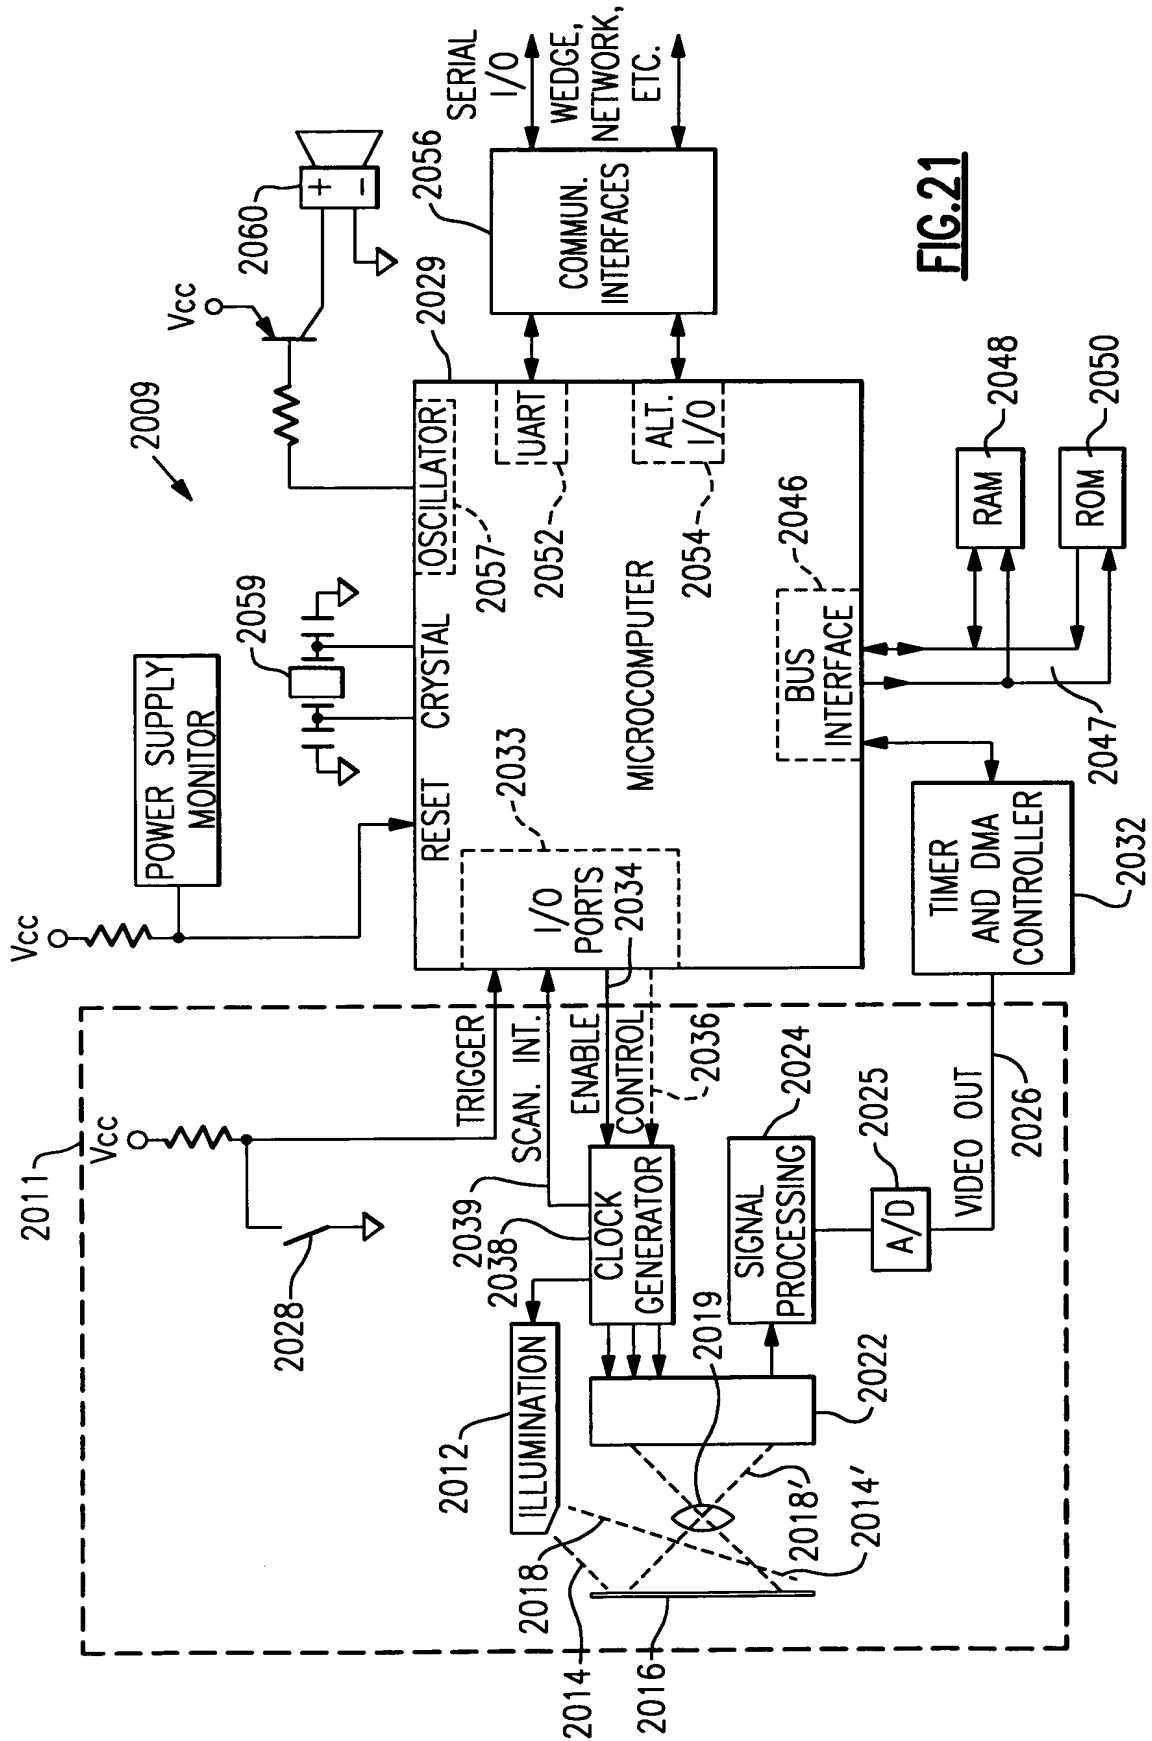 2011
Vcc
2028
TRIGGER
SCAN. INT.
ENABLE
CONTROL
2036
2039
2038
CLOCK
GENERATOR
2012
ILLUMINATION
2018
2014
2016
2019
2018'
2014'
2022
SIGNAL
PROCESSING
2024
A/D
2025
VIDEO OUT
2026
Vcc
POWER SUPPLY
MONITOR
2059
2009
Vcc
2060
+
−
RESET
CRYSTAL
OSCILLATOR
2057
2029
I/O
PORTS
2033
2034
MICROCOMPUTER
UART
2052
ALT.
I/O
2054
BUS
INTERFACE
2046
COMMUN.
INTERFACES
2056
SERIAL
I/O
WEDGE,
NETWORK,
ETC.
TIMER
AND DMA
CONTROLLER
2032
2047
RAM
2048
ROM
2050
FIG.21